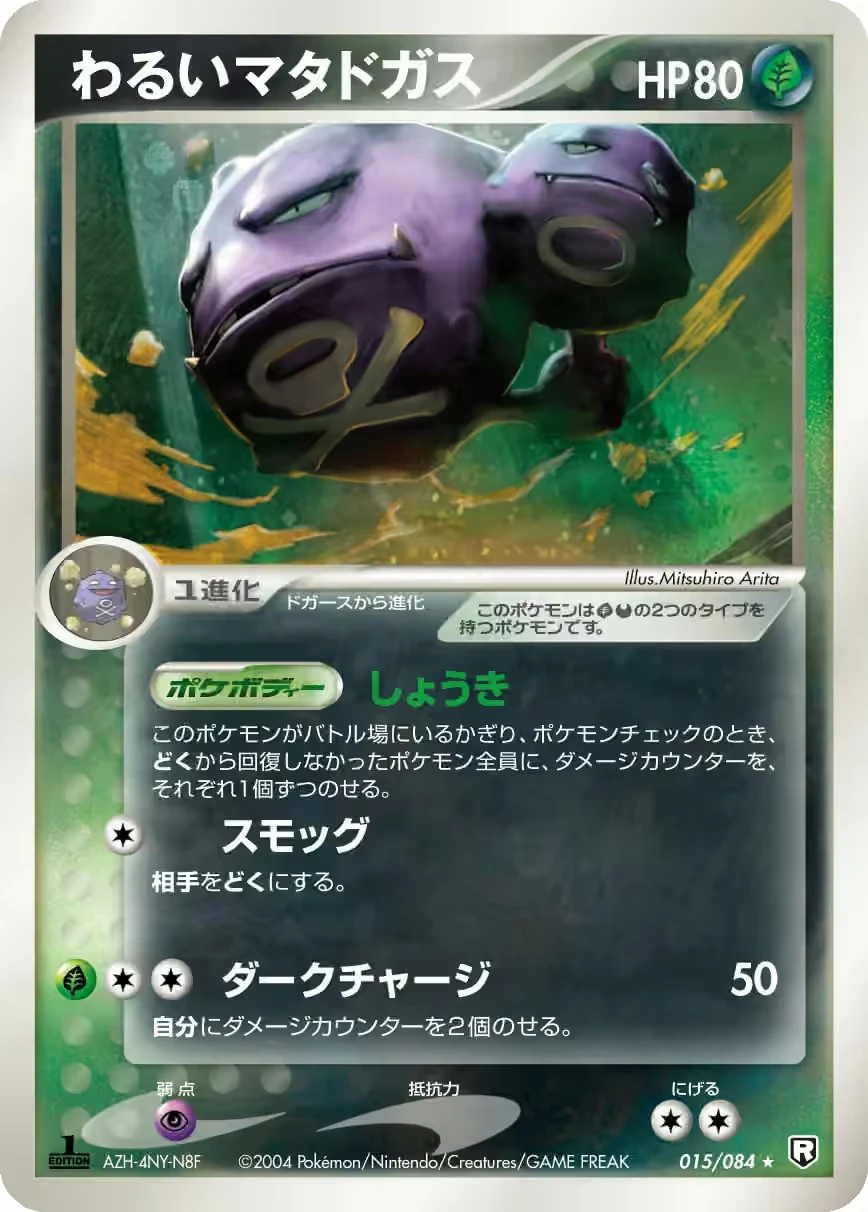 わるいマタドガス HP80
Illus.Mitsuhiro Arita
1進化 ドガースから進化
このポケモンはの2つのタイプを
持つポケモンです。
ポケボディー しょうき
このポケモンがバトル場にいるかぎり、ポケモンチェックのとき、
どくから回復しなかったポケモン全員に、ダメージカウンターを、
それぞれ1個ずつのせる。
スモッグ
相手をどくにする。
ダークチャージ 50
自分にダメージカウンターを2個のせる。
弱点 抵抗力 にげる
1
EDITION AZH-4NY-N8F ©2004 Pokémon/Nintendo/Creatures/GAME FREAK 015/084 ★ R